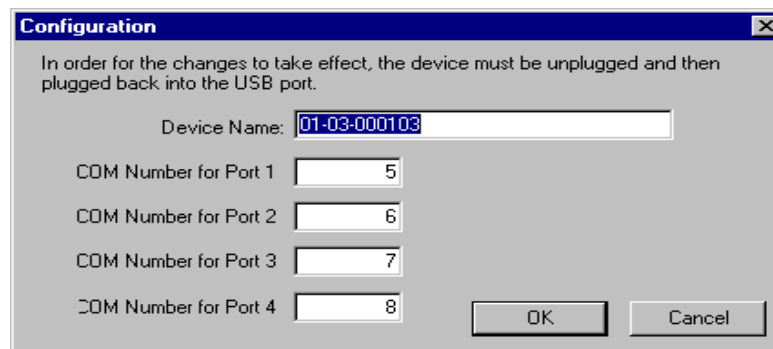 Configuration
In order for the changes to take effect, the device must be unplugged and then
plugged back into the USB port.
Device Name: 01-03-000103
COM Number for Port 1 5
COM Number for Port 2 6
COM Number for Port 3 7
COM Number for Port 4 8
OK Cancel